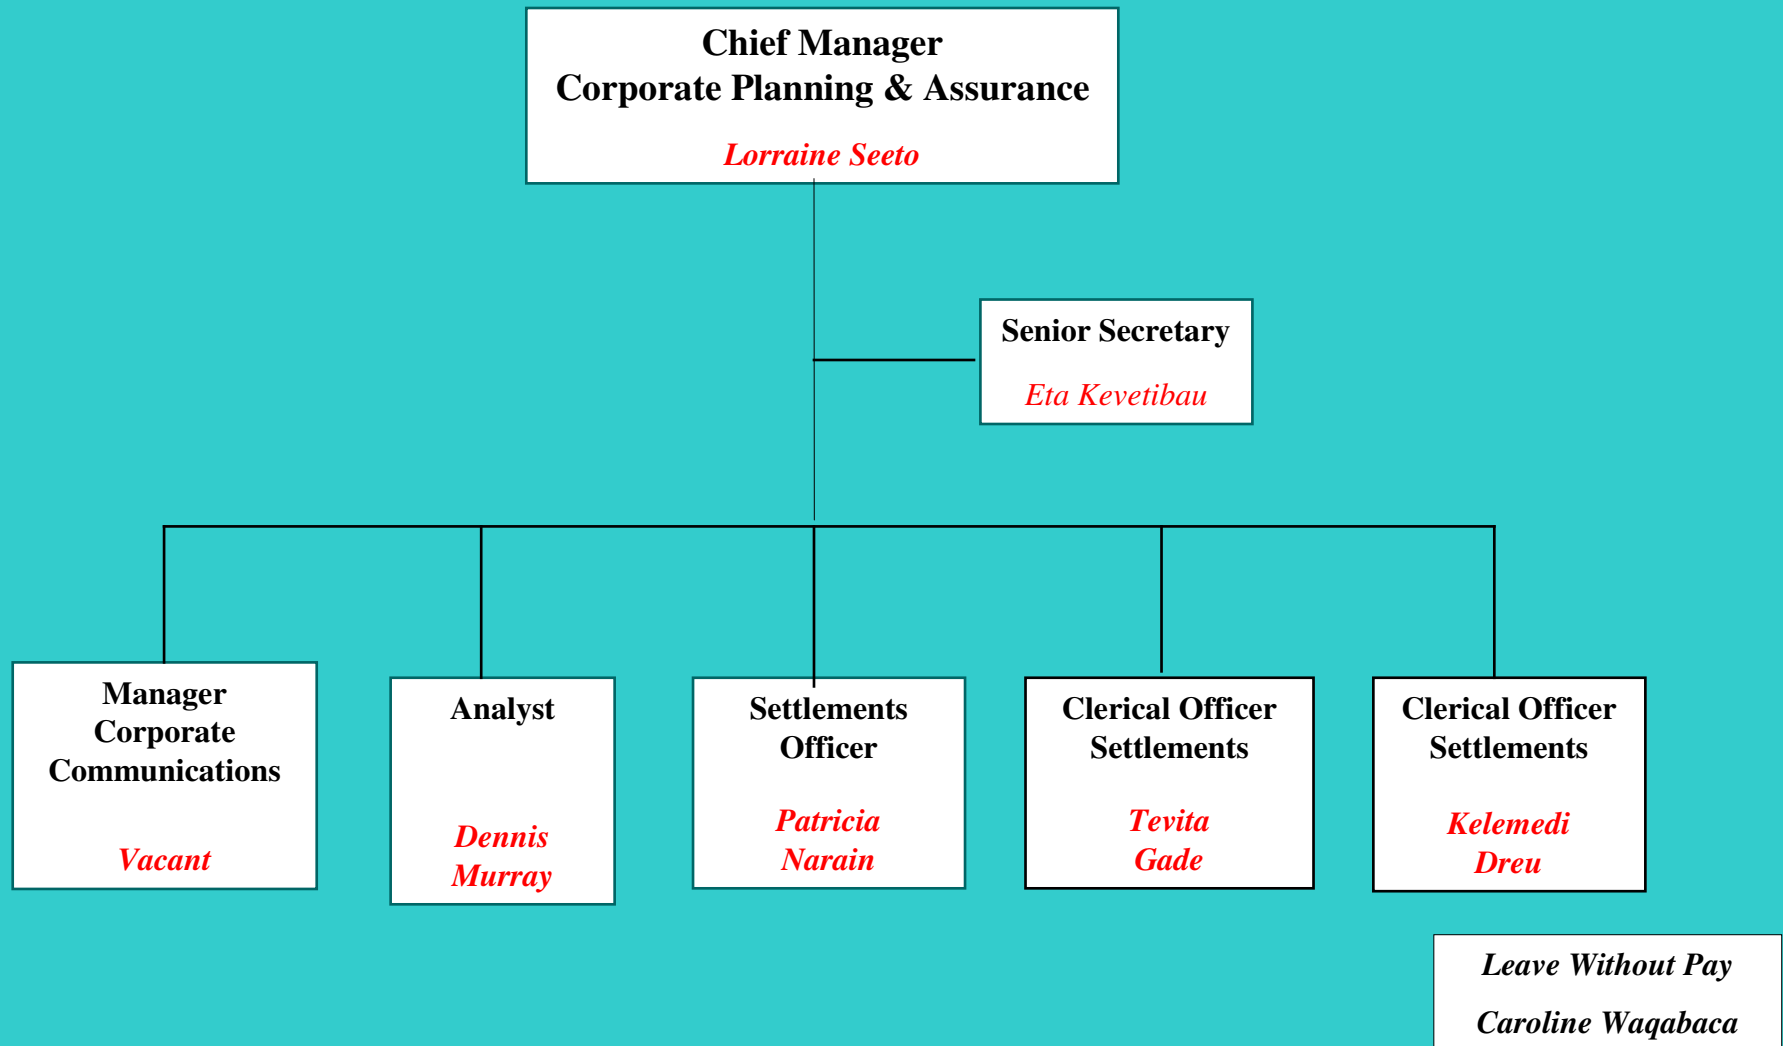 Chief Manager
Corporate Planning & Assurance
Lorraine Seeto
Senior Secretary
Eta Kevetibau
Manager
Corporate
Communications
Vacant
Analyst
Dennis
Murray
Settlements
Officer
Patricia
Narain
Clerical Officer
Settlements
Tevita
Gade
Clerical Officer
Settlements
Kelemedi
Dreu
Leave Without Pay
Caroline Waqabaca